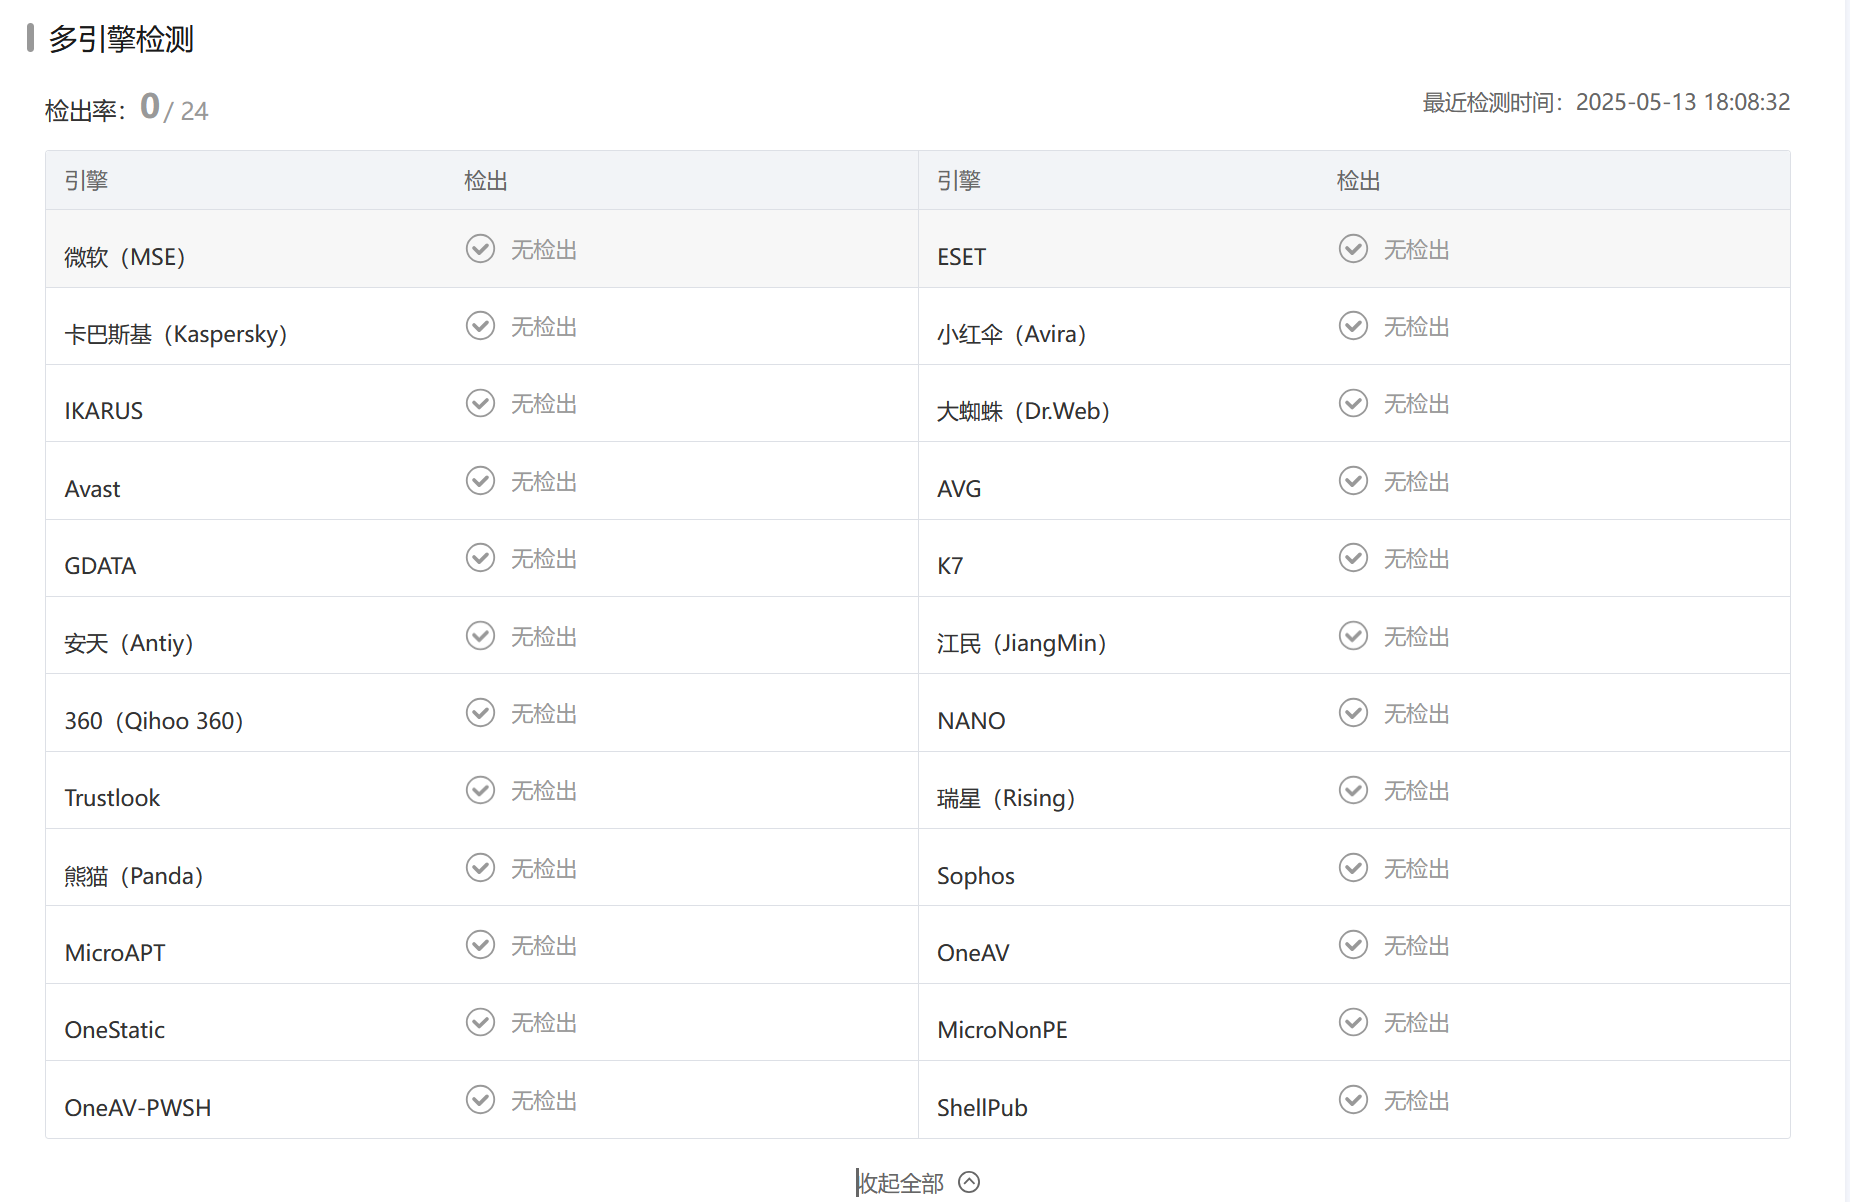 多引擎检测
检出率：0 / 24
最近检测时间：2025-05-13 18:08:32
引擎 检出 引擎 检出
微软（MSE） 无检出 ESET 无检出
卡巴斯基（Kaspersky） 无检出 小红伞（Avira） 无检出
IKARUS 无检出 大蜘蛛（Dr.Web） 无检出
Avast 无检出 AVG 无检出
GDATA 无检出 K7 无检出
安天（Antiy） 无检出 江民（JiangMin） 无检出
360（Qihoo 360） 无检出 NANO 无检出
Trustlook 无检出 瑞星（Rising） 无检出
熊猫（Panda） 无检出 Sophos 无检出
MicroAPT 无检出 OneAV 无检出
OneStatic 无检出 MicroNonPE 无检出
OneAV-PWSH 无检出 ShellPub 无检出
收起全部